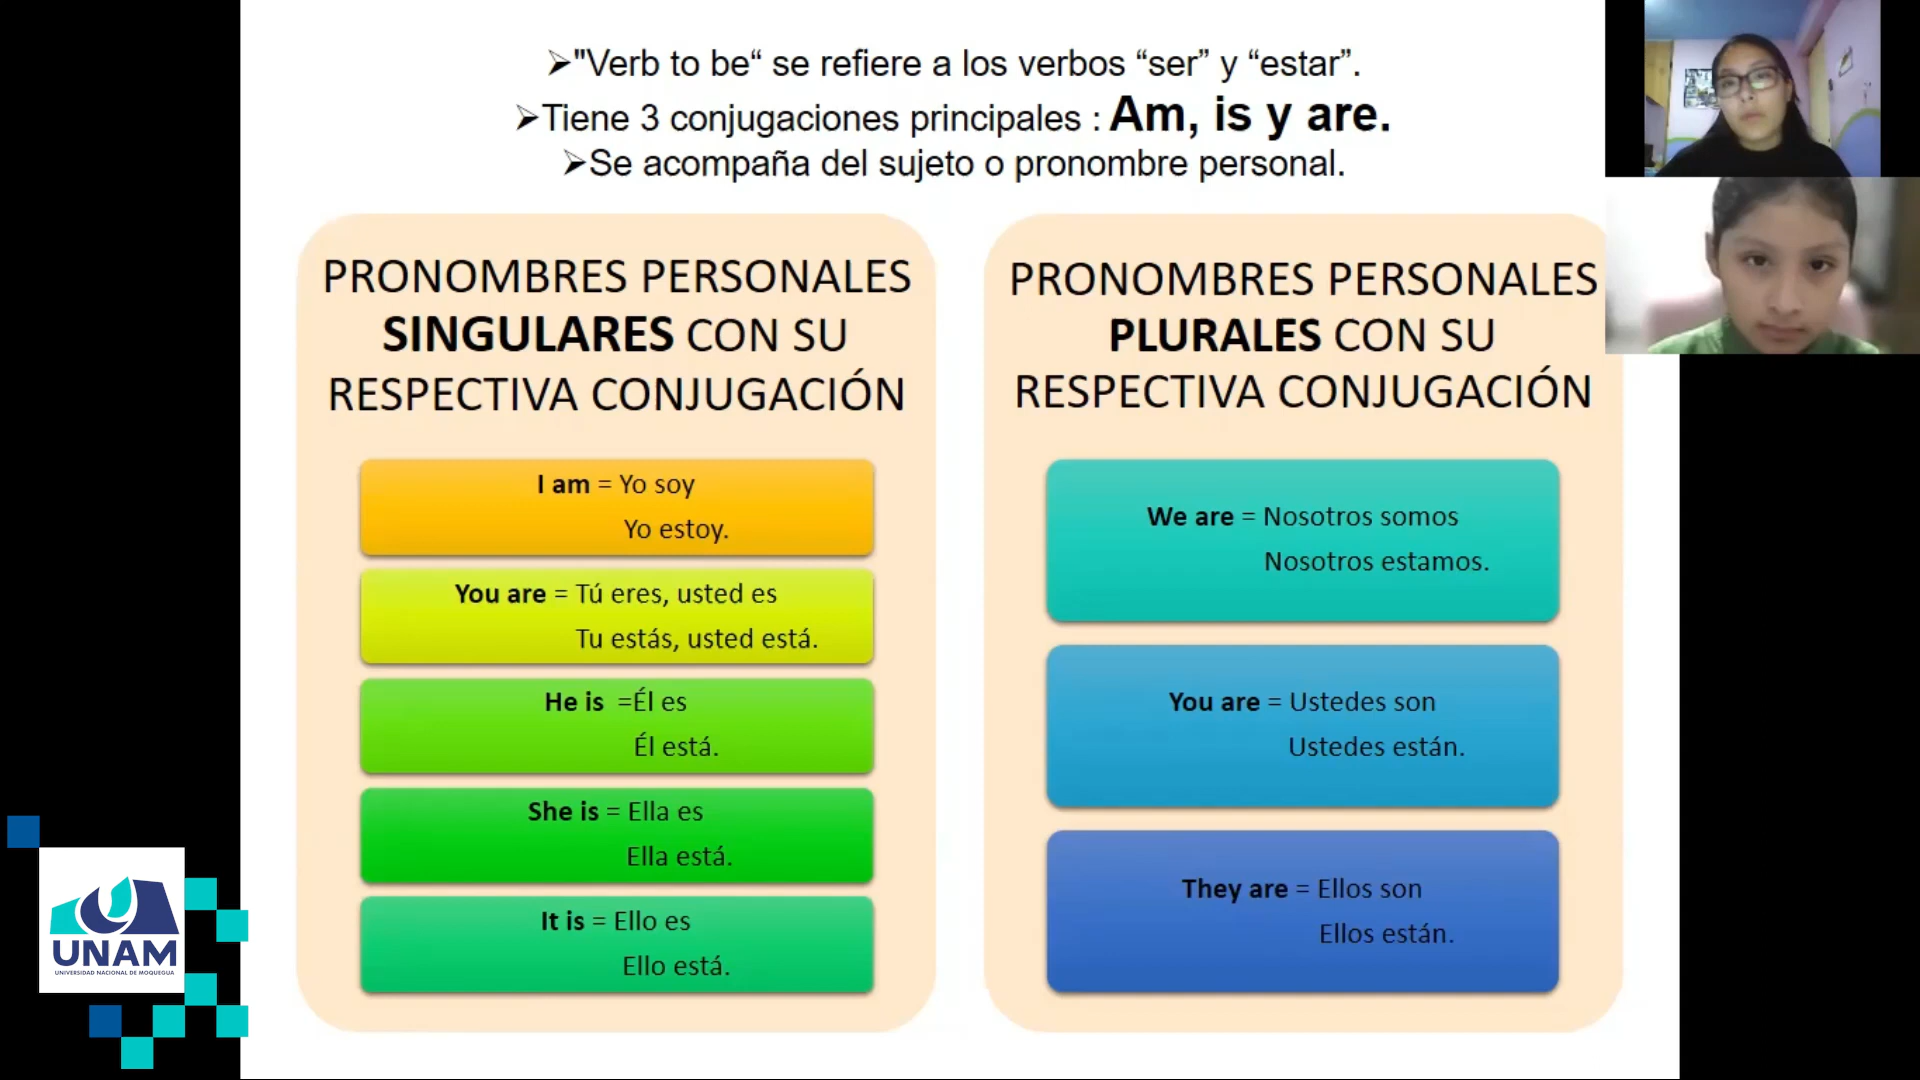 ➢"Verb to be“ se refiere a los verbos “ser” y “estar”.
➢Tiene 3 conjugaciones principales : Am, is y are.
➢Se acompaña del sujeto o pronombre personal.
PRONOMBRES PERSONALES
SINGULARES CON SU
RESPECTIVA CONJUGACIÓN
I am = Yo soy
Yo estoy.
You are = Tú eres, usted es
Tu estás, usted está.
He is =Él es
Él está.
She is = Ella es
Ella está.
It is = Ello es
Ello está.
PRONOMBRES PERSONALES
PLURALES CON SU
RESPECTIVA CONJUGACIÓN
We are = Nosotros somos
Nosotros estamos.
You are = Ustedes son
Ustedes están.
They are = Ellos son
Ellos están.
UNAM
UNIVERSIDAD NACIONAL DE MOQUEGUA